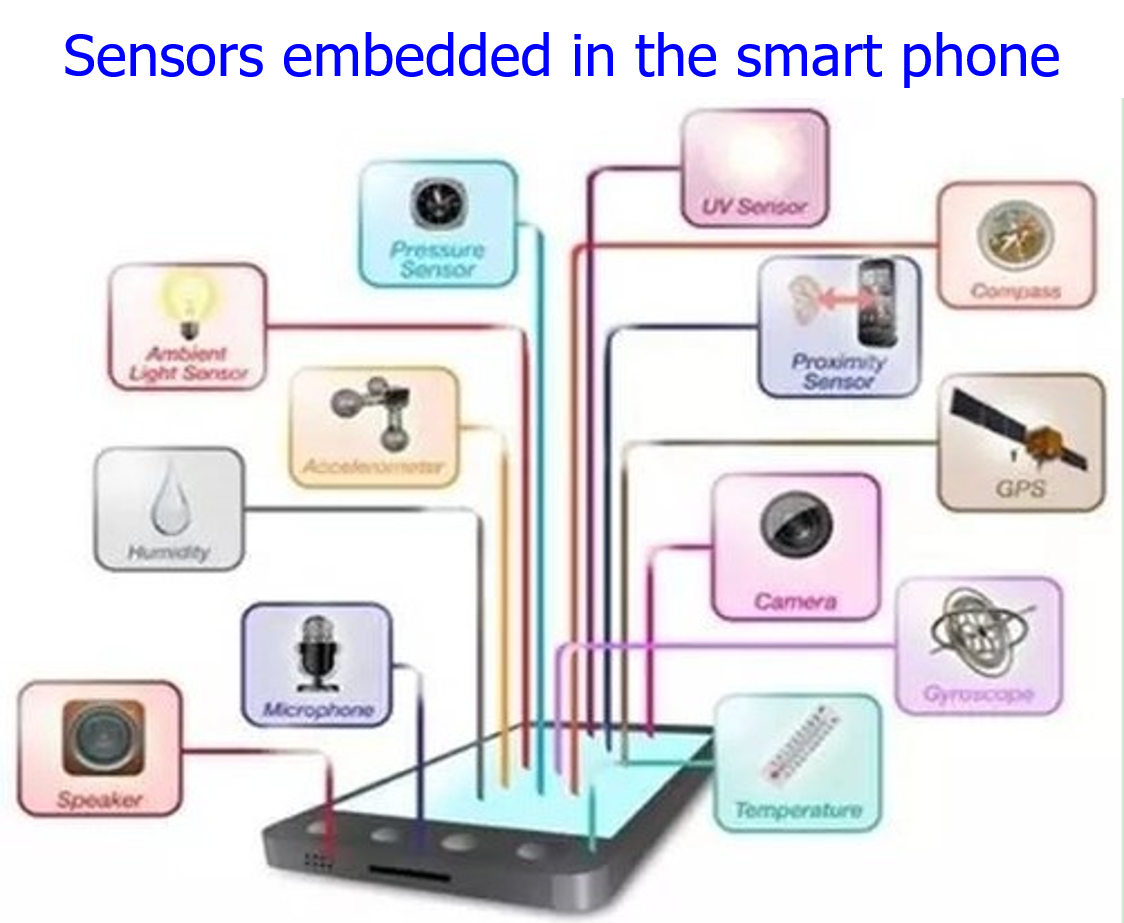 Sensors embedded in the smart phone
UV Sensor
Pressure
Sensor
Compass
Ambient
Light Sensor
Proximity
Sensor
Accelerometer
GPS
Humidity
Camera
Microphone
Gyroscope
Speaker
Temperature